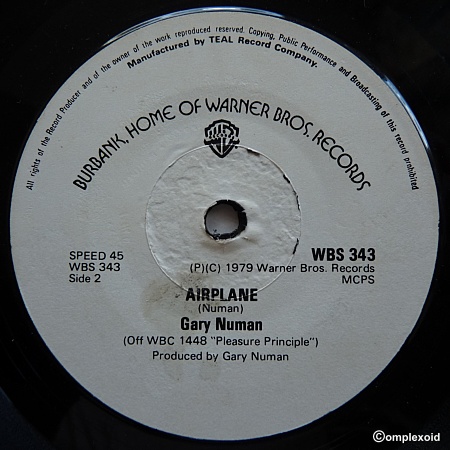 All rights of the Record Producer and of the owner of the work reproduced reserved. Copying, Public Performance and Broadcasting of this record prohibited
Manufactured by TEAL Record Company.
BURBANK, HOME OF WARNER BROS. RECORDS
SPEED 45
WBS 343
Side 2
WBS 343
(P)(C) 1979 Warner Bros. Records
MCPS
AIRPLANE
(Numan)
Gary Numan
(Off WBC 1448 "Pleasure Principle")
Produced by Gary Numan
©omplexoid